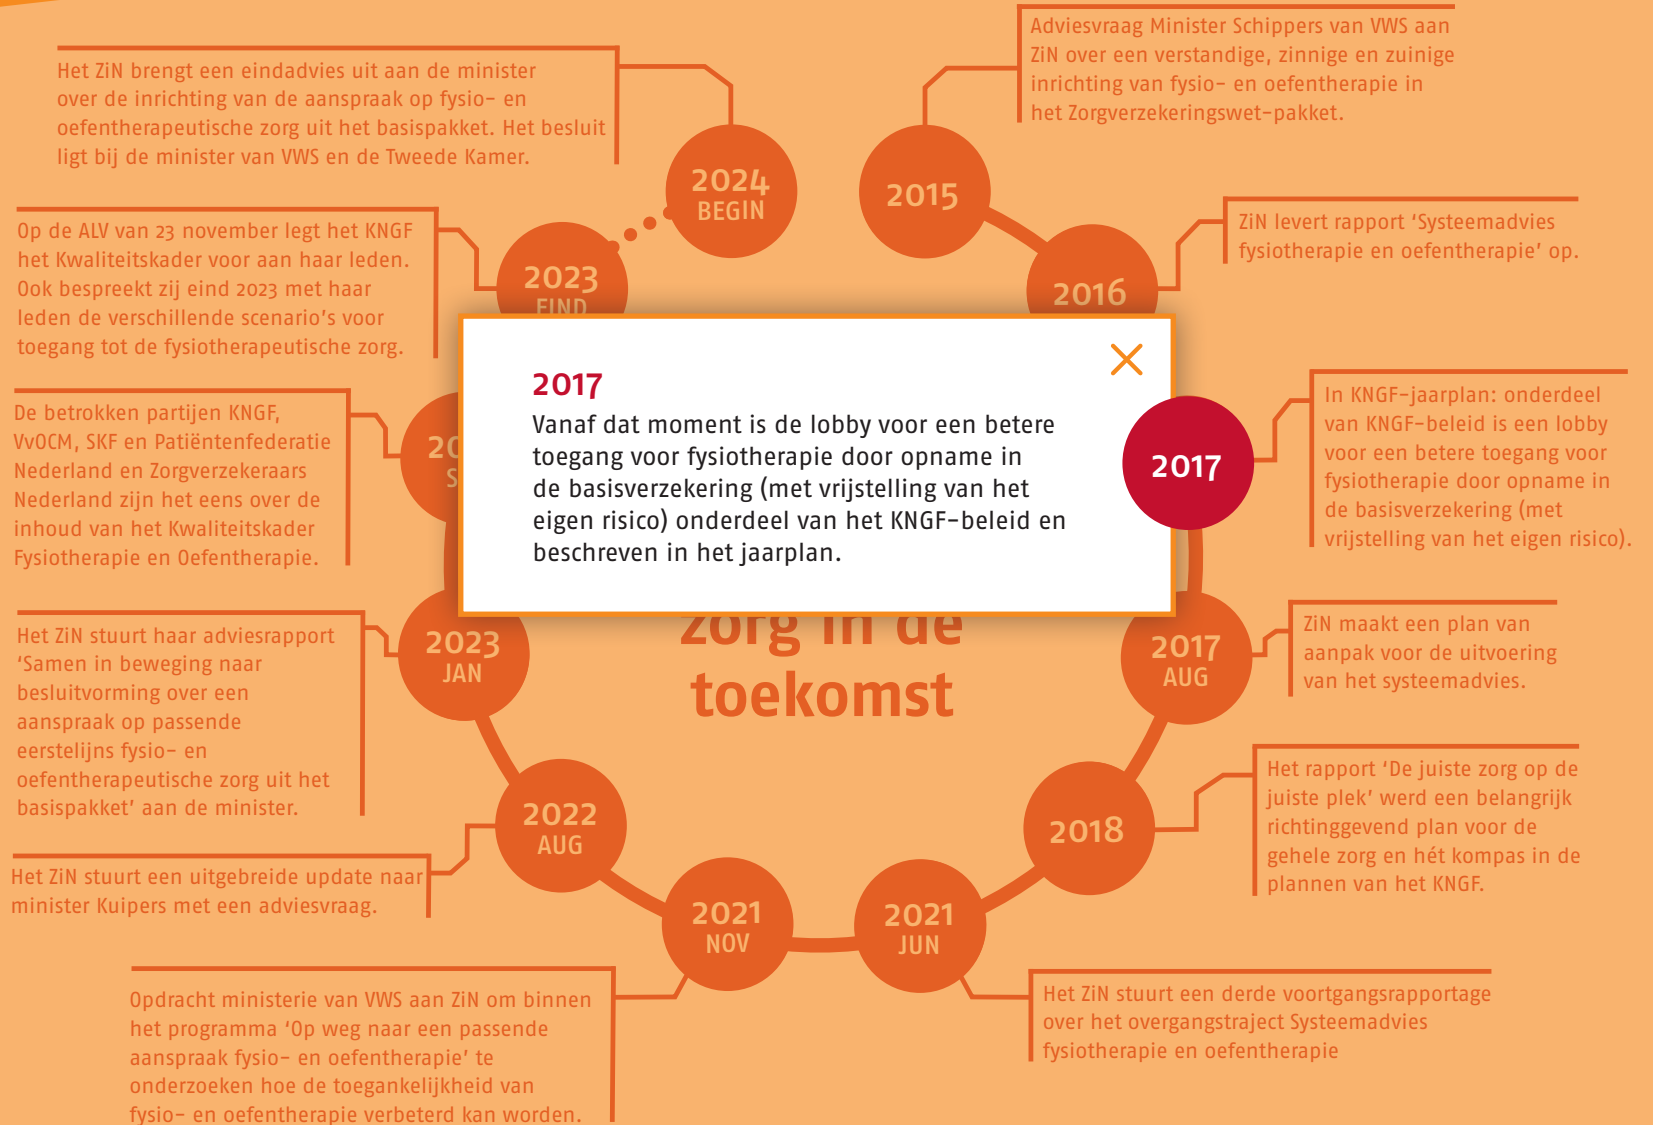 Adviesvraag Minister Schippers van VWS aan
ZiN over een verstandige, zinnige en zuinige
inrichting van fysio- en oefentherapie in
het Zorgverzekeringswet-pakket.
2015
ZiN levert rapport ‘Systeemadvies
fysiotherapie en oefentherapie’ op.
2016
In KNGF-jaarplan: onderdeel
van KNGF-beleid is een lobby
voor een betere toegang voor
fysiotherapie door opname in
de basisverzekering (met
vrijstelling van het eigen risico).
2017
2017
Vanaf dat moment is de lobby voor een betere
toegang voor fysiotherapie door opname in
de basisverzekering (met vrijstelling van het
eigen risico) onderdeel van het KNGF-beleid en
beschreven in het jaarplan.
zorg in de
toekomst
ZiN maakt een plan van
aanpak voor de uitvoering
van het systeemadvies.
2017
AUG
Het rapport ‘De juiste zorg op de
juiste plek’ werd een belangrijk
richtinggevend plan voor de
gehele zorg en hét kompas in de
plannen van het KNGF.
2018
Het ZiN stuurt een derde voortgangsrapportage
over het overgangstraject Systeemadvies
fysiotherapie en oefentherapie
2021
JUN
Opdracht ministerie van VWS aan ZiN om binnen
het programma ‘Op weg naar een passende
aanspraak fysio- en oefentherapie’ te
onderzoeken hoe de toegankelijkheid van
fysio- en oefentherapie verbeterd kan worden.
2021
NOV
Het ZiN stuurt een uitgebreide update naar
minister Kuipers met een adviesvraag.
2022
AUG
Het ZiN stuurt haar adviesrapport
‘Samen in beweging naar
besluitvorming over een
aanspraak op passende
eerstelijns fysio- en
oefentherapeutische zorg uit het
basispakket’ aan de minister.
2023
JAN
De betrokken partijen KNGF,
VvOCM, SKF en Patiëntenfederatie
Nederland en Zorgverzekeraars
Nederland zijn het eens over de
inhoud van het Kwaliteitskader
Fysiotherapie en Oefentherapie.
Op de ALV van 23 november legt het KNGF
het Kwaliteitskader voor aan haar leden.
Ook bespreekt zij eind 2023 met haar
leden de verschillende scenario’s voor
toegang tot de fysiotherapeutische zorg.
2023
EIND
Het ZiN brengt een eindadvies uit aan de minister
over de inrichting van de aanspraak op fysio- en
oefentherapeutische zorg uit het basispakket. Het besluit
ligt bij de minister van VWS en de Tweede Kamer.
2024
BEGIN